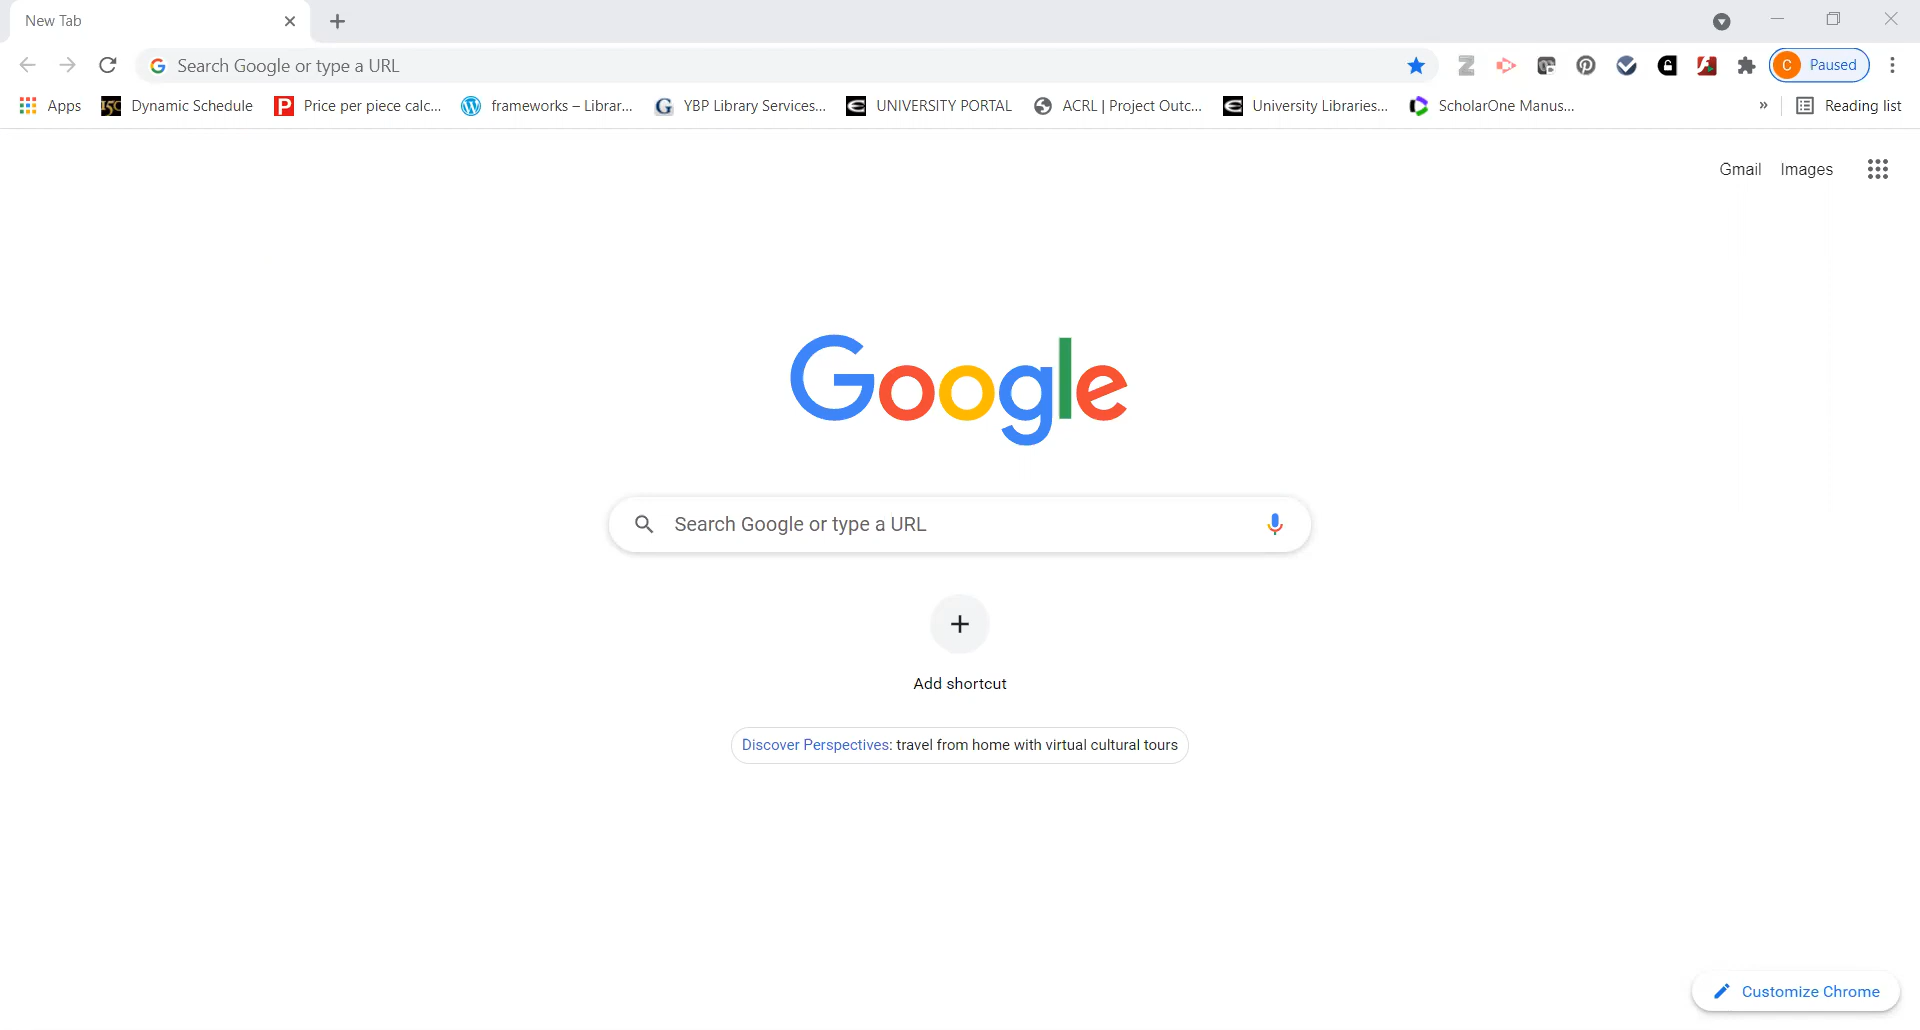 New Tab
Search Google or type a URL
C Paused
Apps 150 Dynamic Schedule P Price per piece calc... frameworks – Librar... G YBP Library Services... UNIVERSITY PORTAL ACRL | Project Outc... University Libraries... ScholarOne Manus... » Reading list
Gmail Images
Google
Search Google or type a URL
Add shortcut
Discover Perspectives: travel from home with virtual cultural tours
Customize Chrome